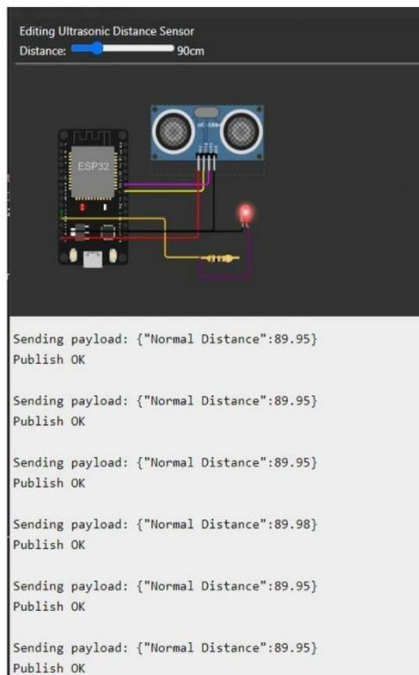 Editing Ultrasonic Distance Sensor
Distance: 90cm
ESP32
Sending payload: {"Normal Distance":89.95}
Publish OK
Sending payload: {"Normal Distance":89.95}
Publish OK
Sending payload: {"Normal Distance":89.95}
Publish OK
Sending payload: {"Normal Distance":89.98}
Publish OK
Sending payload: {"Normal Distance":89.95}
Publish OK
Sending payload: {"Normal Distance":89.95}
Publish OK